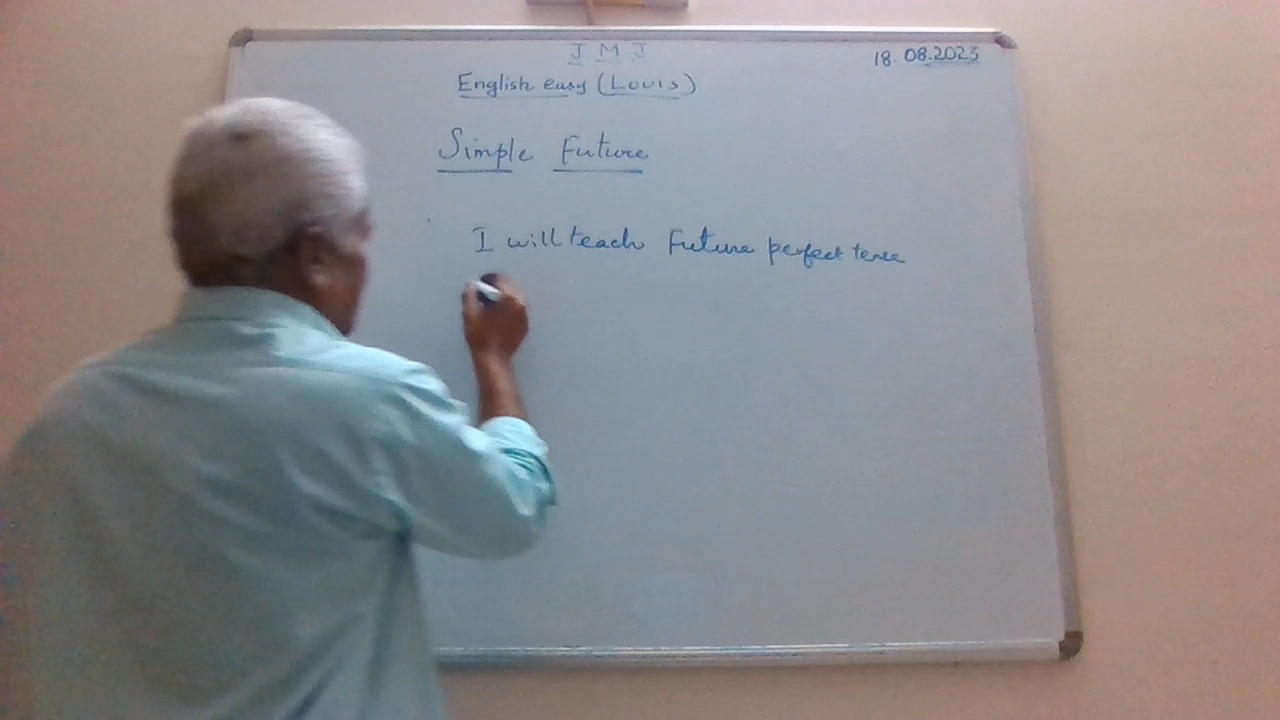 J M J
18.08.2023
English easy (Louis)
Simple Future
I will teach Future perfect tense